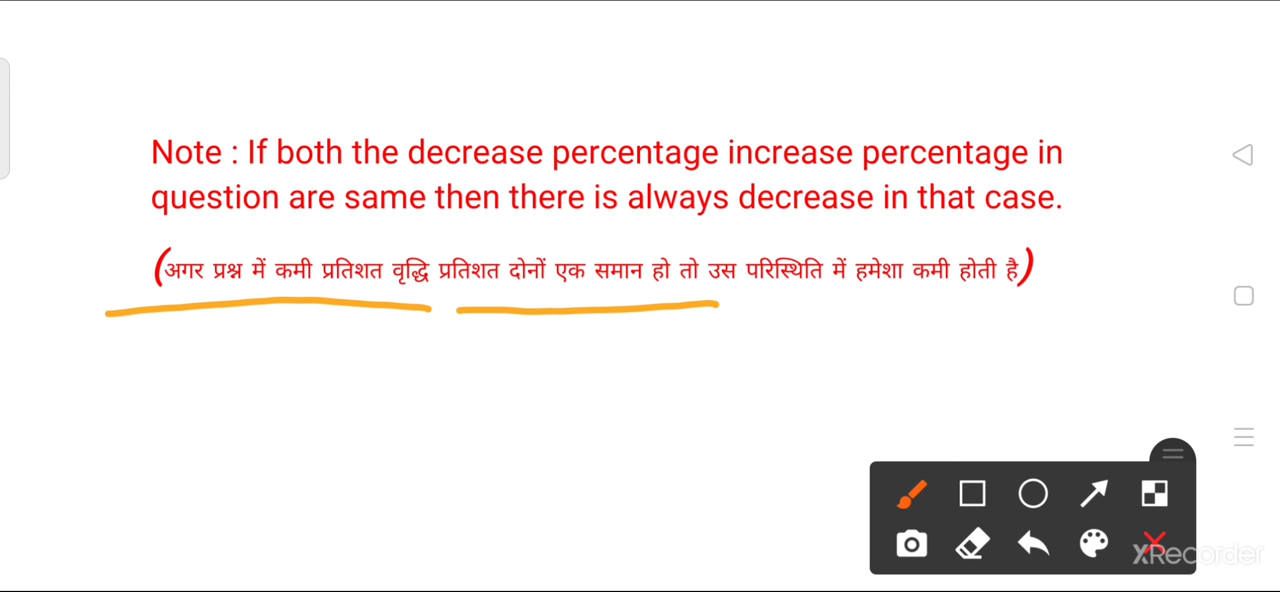 Note : If both the decrease percentage increase percentage in
question are same then there is always decrease in that case.
(अगर प्रश्न में कमी प्रतिशत वृद्धि प्रतिशत दोनों एक समान हो तो उस परिस्थिति में हमेशा कमी होती है)
XRecorder